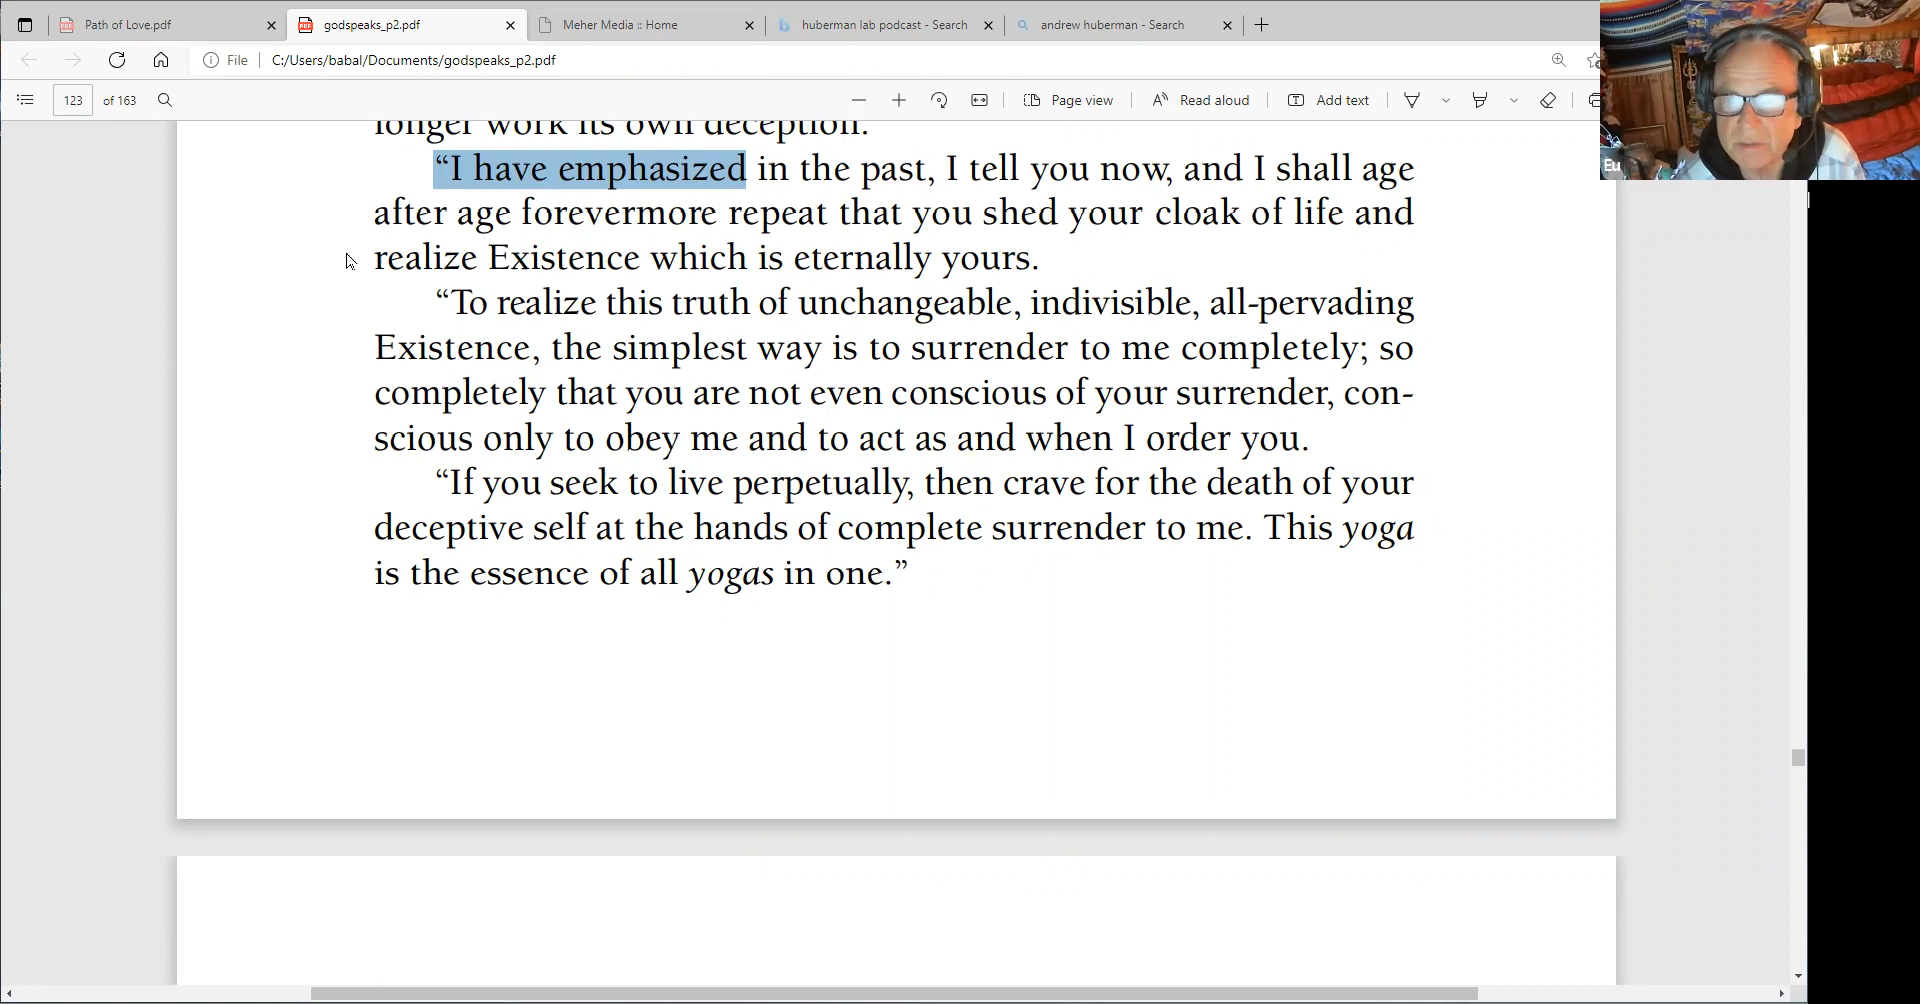 Path of Love.pdf
godspeaks_p2.pdf
Meher Media :: Home
huberman lab podcast - Search
andrew huberman - Search
File
C:/Users/babal/Documents/godspeaks_p2.pdf
123 of 163
Page view
Read aloud
Add text
Eu
longer work its own deception.
“I have emphasized in the past, I tell you now, and I shall age
after age forevermore repeat that you shed your cloak of life and
realize Existence which is eternally yours.
“To realize this truth of unchangeable, indivisible, all-pervading
Existence, the simplest way is to surrender to me completely; so
completely that you are not even conscious of your surrender, con-
scious only to obey me and to act as and when I order you.
“If you seek to live perpetually, then crave for the death of your
deceptive self at the hands of complete surrender to me. This yoga
is the essence of all yogas in one.”